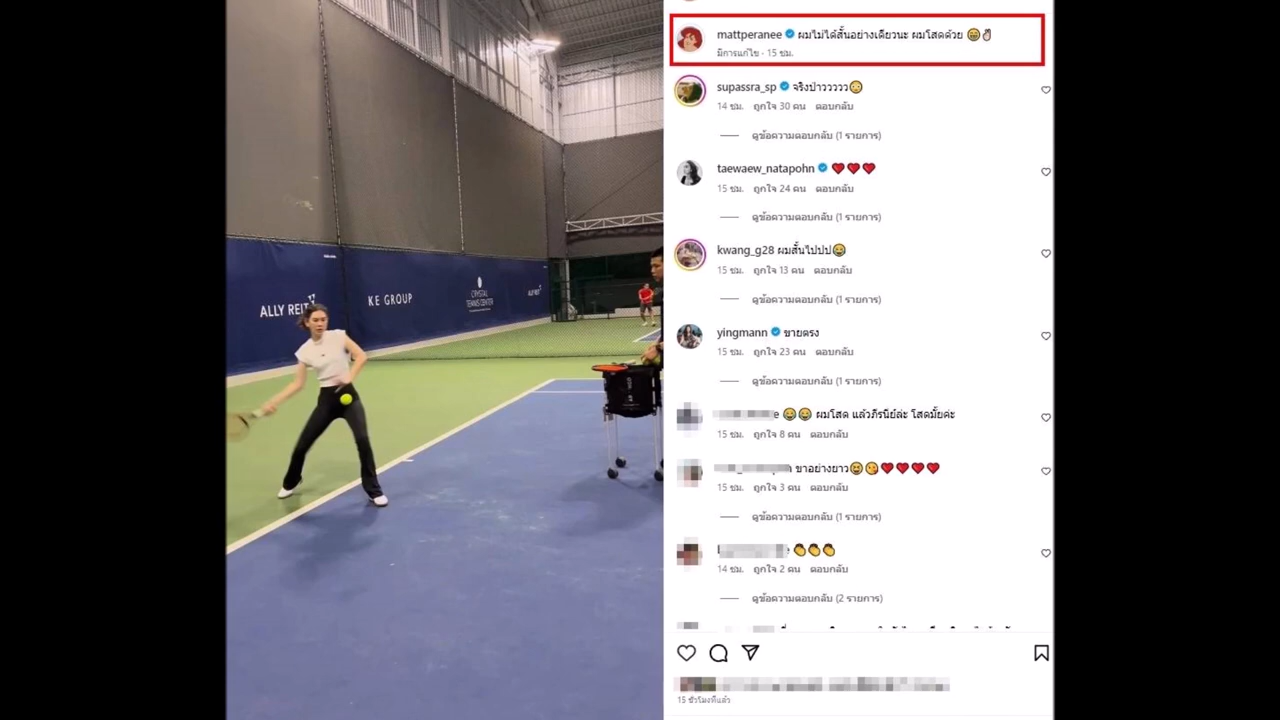 mattperanee ผมไม่ได้สั้นอย่างเดียวนะ ผมโสดด้วย 😁✌🏻
มีการแก้ไข · 15 ชม.
supassra_sp จริงป่าววววว😳
14 ชม. ถูกใจ 30 คน ตอบกลับ
ดูข้อความตอบกลับ (1 รายการ)
taewaew_natapohn ❤️❤️❤️
15 ชม. ถูกใจ 24 คน ตอบกลับ
ดูข้อความตอบกลับ (1 รายการ)
kwang_g28 ผมสั้นไปปป😂
15 ชม. ถูกใจ 13 คน ตอบกลับ
ดูข้อความตอบกลับ (1 รายการ)
yingmann ชายตรง
15 ชม. ถูกใจ 23 คน ตอบกลับ
ดูข้อความตอบกลับ (1 รายการ)
😂😂 ผมโสด แล้วภีรนีย์ล่ะ โสดมั้ยคะ
15 ชม. ถูกใจ 8 คน ตอบกลับ
ขาอย่างยาว😆😘❤️❤️❤️❤️
15 ชม. ถูกใจ 3 คน ตอบกลับ
ดูข้อความตอบกลับ (1 รายการ)
👏👏👏
14 ชม. ถูกใจ 2 คน ตอบกลับ
ดูข้อความตอบกลับ (2 รายการ)
15 ชั่วโมงที่แล้ว
ALLY REIT
KE GROUP
CRYSTAL
TENNIS CENTER
ALLY